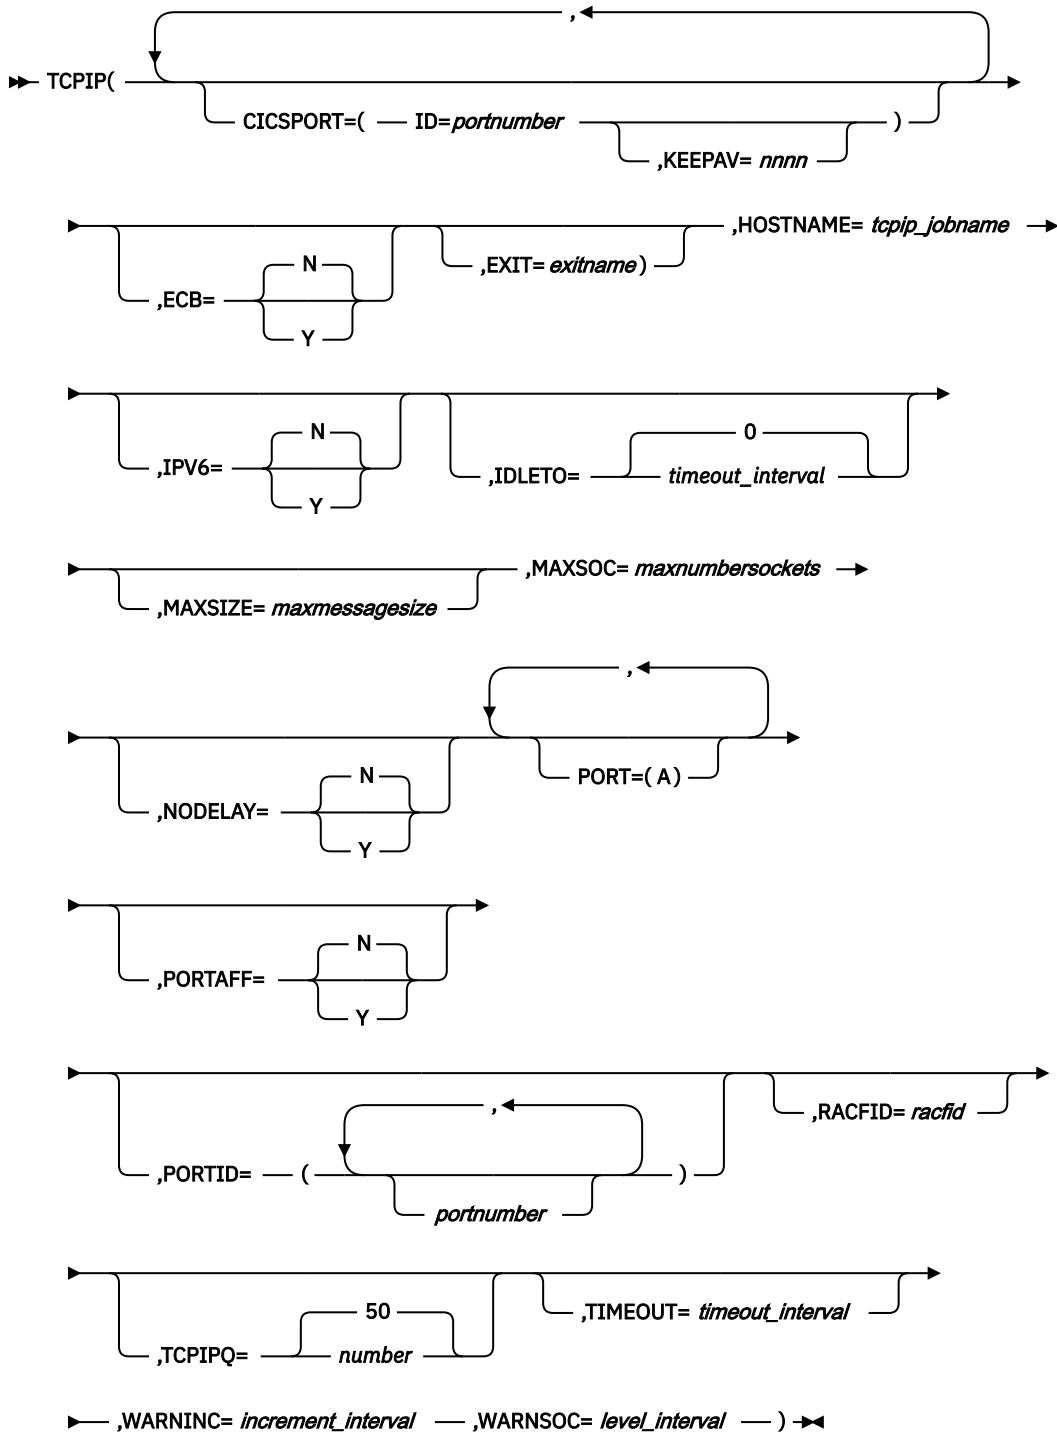 ,
TCPIP(
CICSPORT=( ID=portnumber )
,KEEPAV= nnnn
,HOSTNAME= tcpip_jobname
,ECB= N Y
,EXIT= exitname)
,IPV6= N Y
,IDLETO= 0 timeout_interval
,MAXSIZE= maxmessagesize
,MAXSOC= maxnumbersockets
,NODELAY= N Y
,
PORT=( A )
,PORTAFF= N Y
,PORTID= ( , portnumber )
,RACFID= racfid
,TCPIPQ= 50 number
,TIMEOUT= timeout_interval
,WARNINC= increment_interval ,WARNSOC= level_interval )